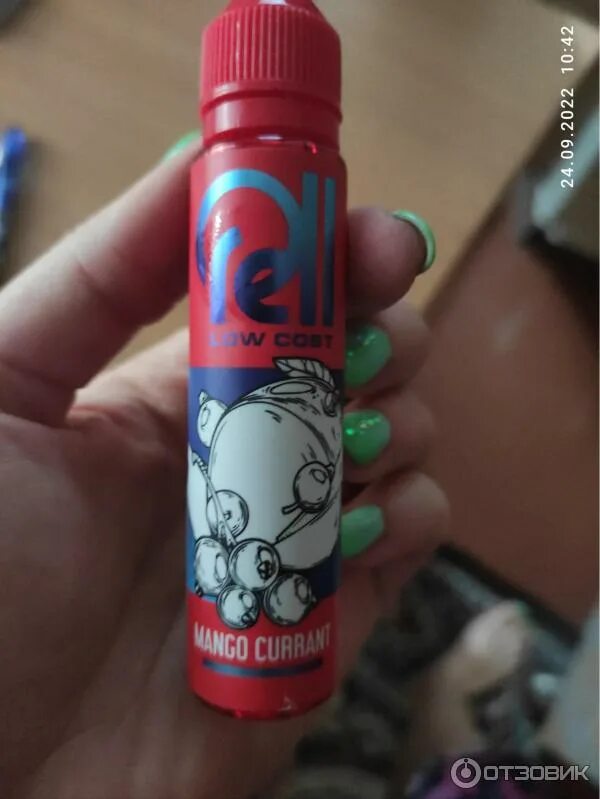 24.09.2022 10:42
rell
LOW COST
MANGO CURRANT
ОТЗОВИК